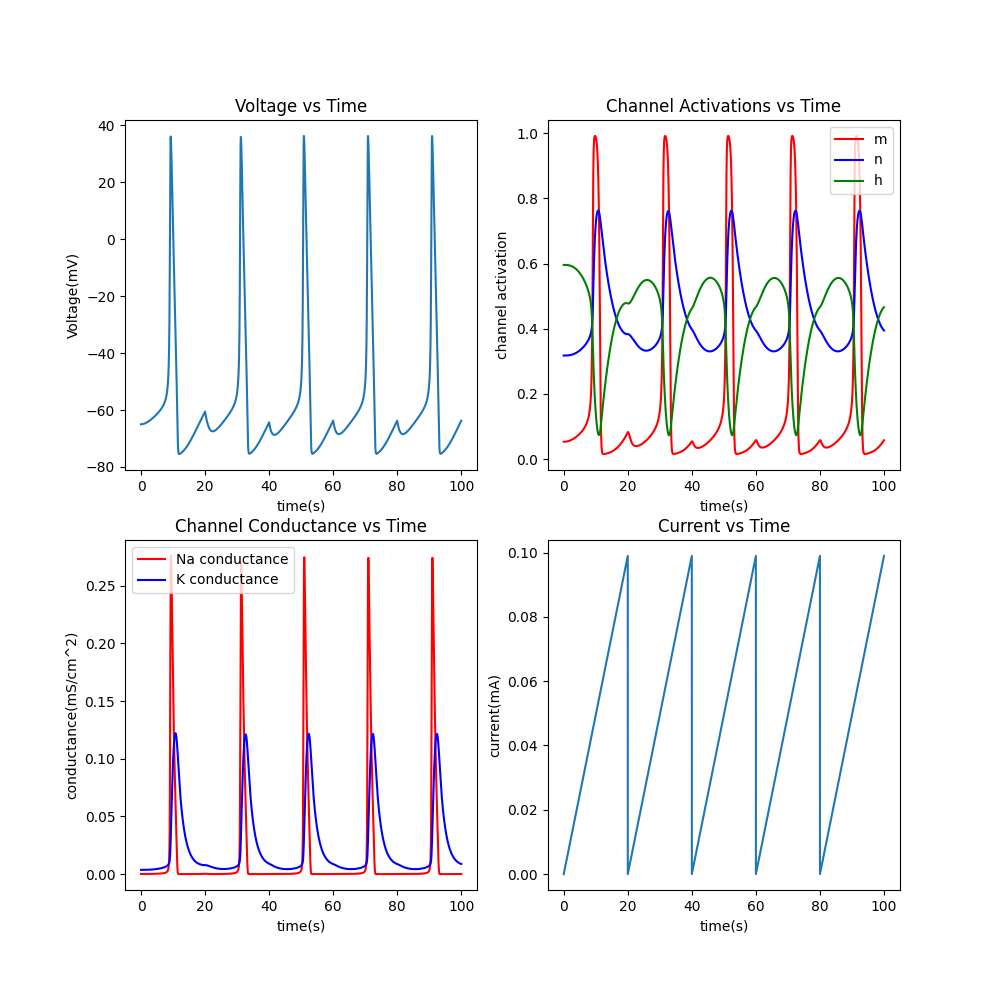 Voltage vs Time
40
20
0
−20
−40
−60
−80
Voltage(mV)
0 20 40 60 80 100
time(s)
Channel Activations vs Time
1.0
0.8
0.6
0.4
0.2
0.0
channel activation
m
n
h
0 20 40 60 80 100
time(s)
Channel Conductance vs Time
0.25
0.20
0.15
0.10
0.05
0.00
conductance(mS/cm^2)
Na conductance
K conductance
0 20 40 60 80 100
time(s)
Current vs Time
0.10
0.08
0.06
0.04
0.02
0.00
current(mA)
0 20 40 60 80 100
time(s)